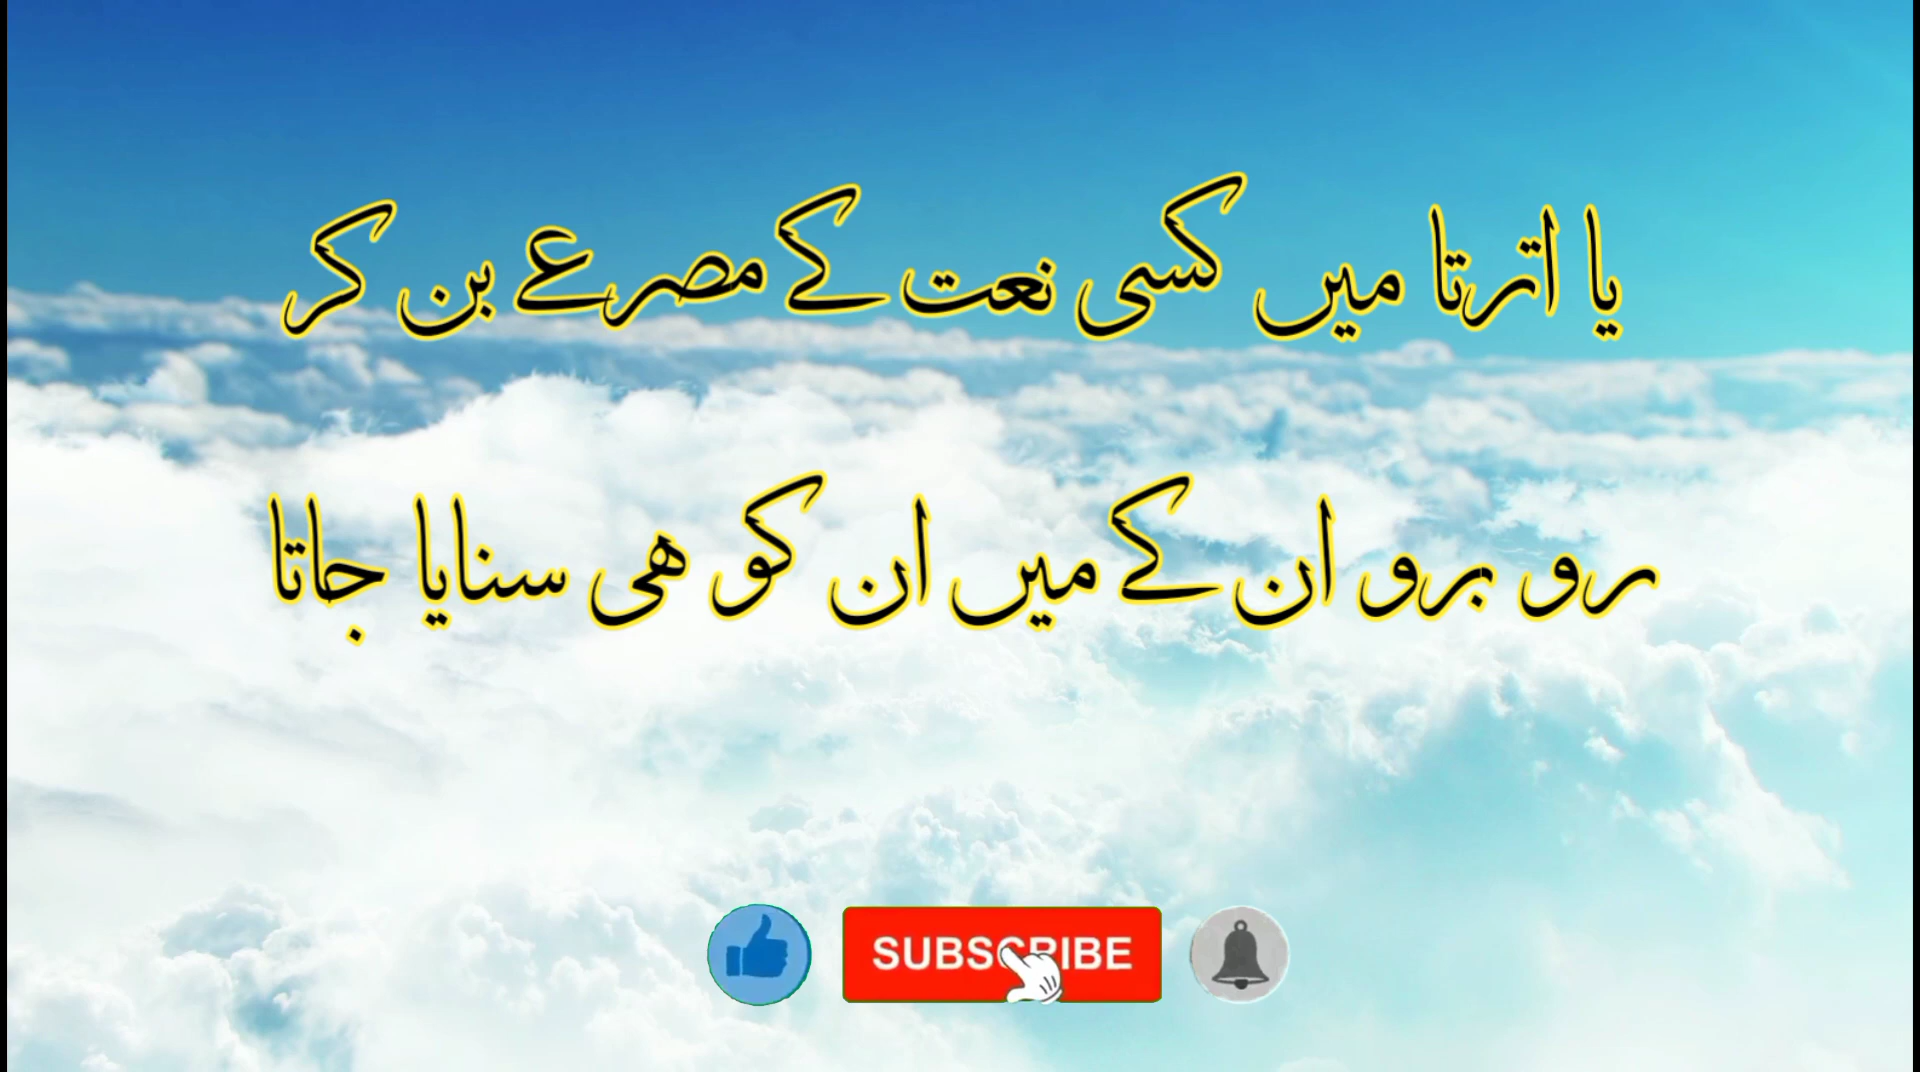 یا اترتا میں کسی نعت کے مصرعے بن کر
رو برو ان کے میں ان کو ھی سنایا جاتا
SUBSCRIBE